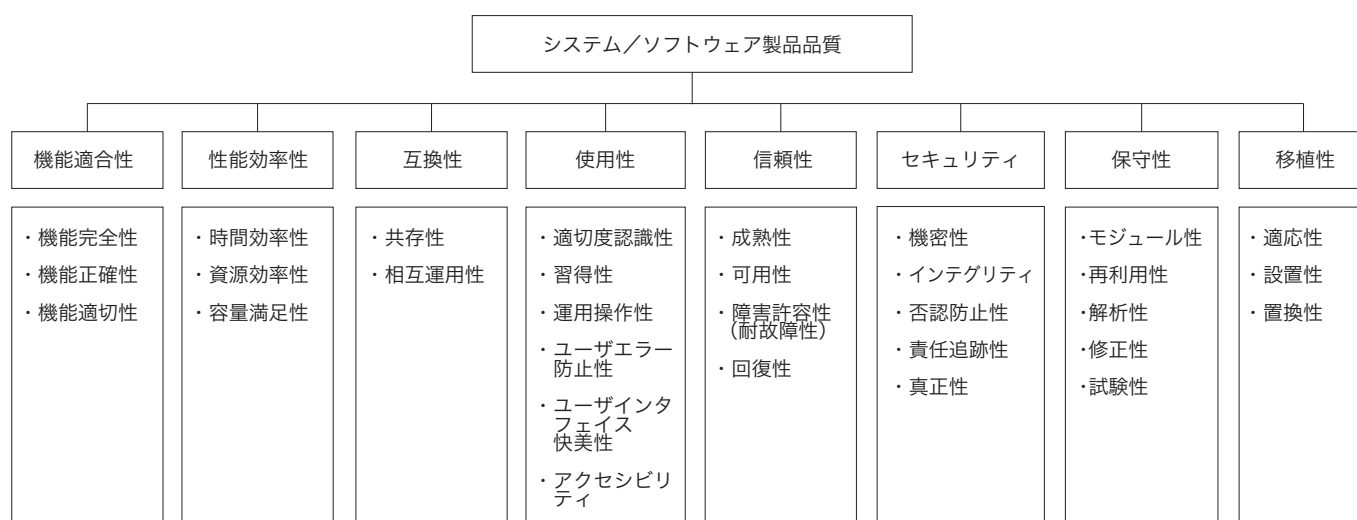 システム／ソフトウェア製品品質
機能適合性
性能効率性
互換性
使用性
信頼性
セキュリティ
保守性
移植性
・機能完全性
・機能正確性
・機能適切性
・時間効率性
・資源効率性
・容量満足性
・共存性
・相互運用性
・適切度認識性
・習得性
・運用操作性
・ユーザエラー
防止性
・ユーザインタ
フェイス
快美性
・アクセシビリ
ティ
・成熟性
・可用性
・障害許容性
（耐故障性）
・回復性
・機密性
・インテグリティ
・否認防止性
・責任追跡性
・真正性
・モジュール性
・再利用性
・解析性
・修正性
・試験性
・適応性
・設置性
・置換性